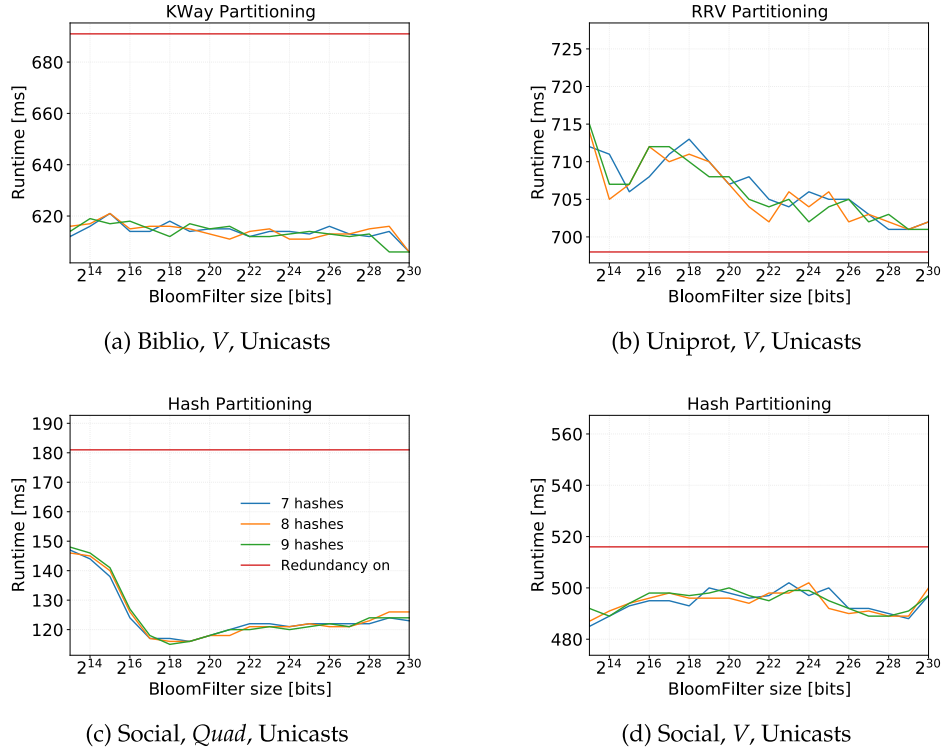 KWay Partitioning
680
660
640
620
Runtime [ms]
2^14 2^16 2^18 2^20 2^22 2^24 2^26 2^28 2^30
BloomFilter size [bits]
(a) Biblio, V, Unicasts
RRV Partitioning
725
720
715
710
705
700
Runtime [ms]
2^14 2^16 2^18 2^20 2^22 2^24 2^26 2^28 2^30
BloomFilter size [bits]
(b) Uniprot, V, Unicasts
Hash Partitioning
190
180
170
160
150
140
130
120
Runtime [ms]
7 hashes
8 hashes
9 hashes
Redundancy on
2^14 2^16 2^18 2^20 2^22 2^24 2^26 2^28 2^30
BloomFilter size [bits]
(c) Social, Quad, Unicasts
Hash Partitioning
560
540
520
500
480
Runtime [ms]
2^14 2^16 2^18 2^20 2^22 2^24 2^26 2^28 2^30
BloomFilter size [bits]
(d) Social, V, Unicasts